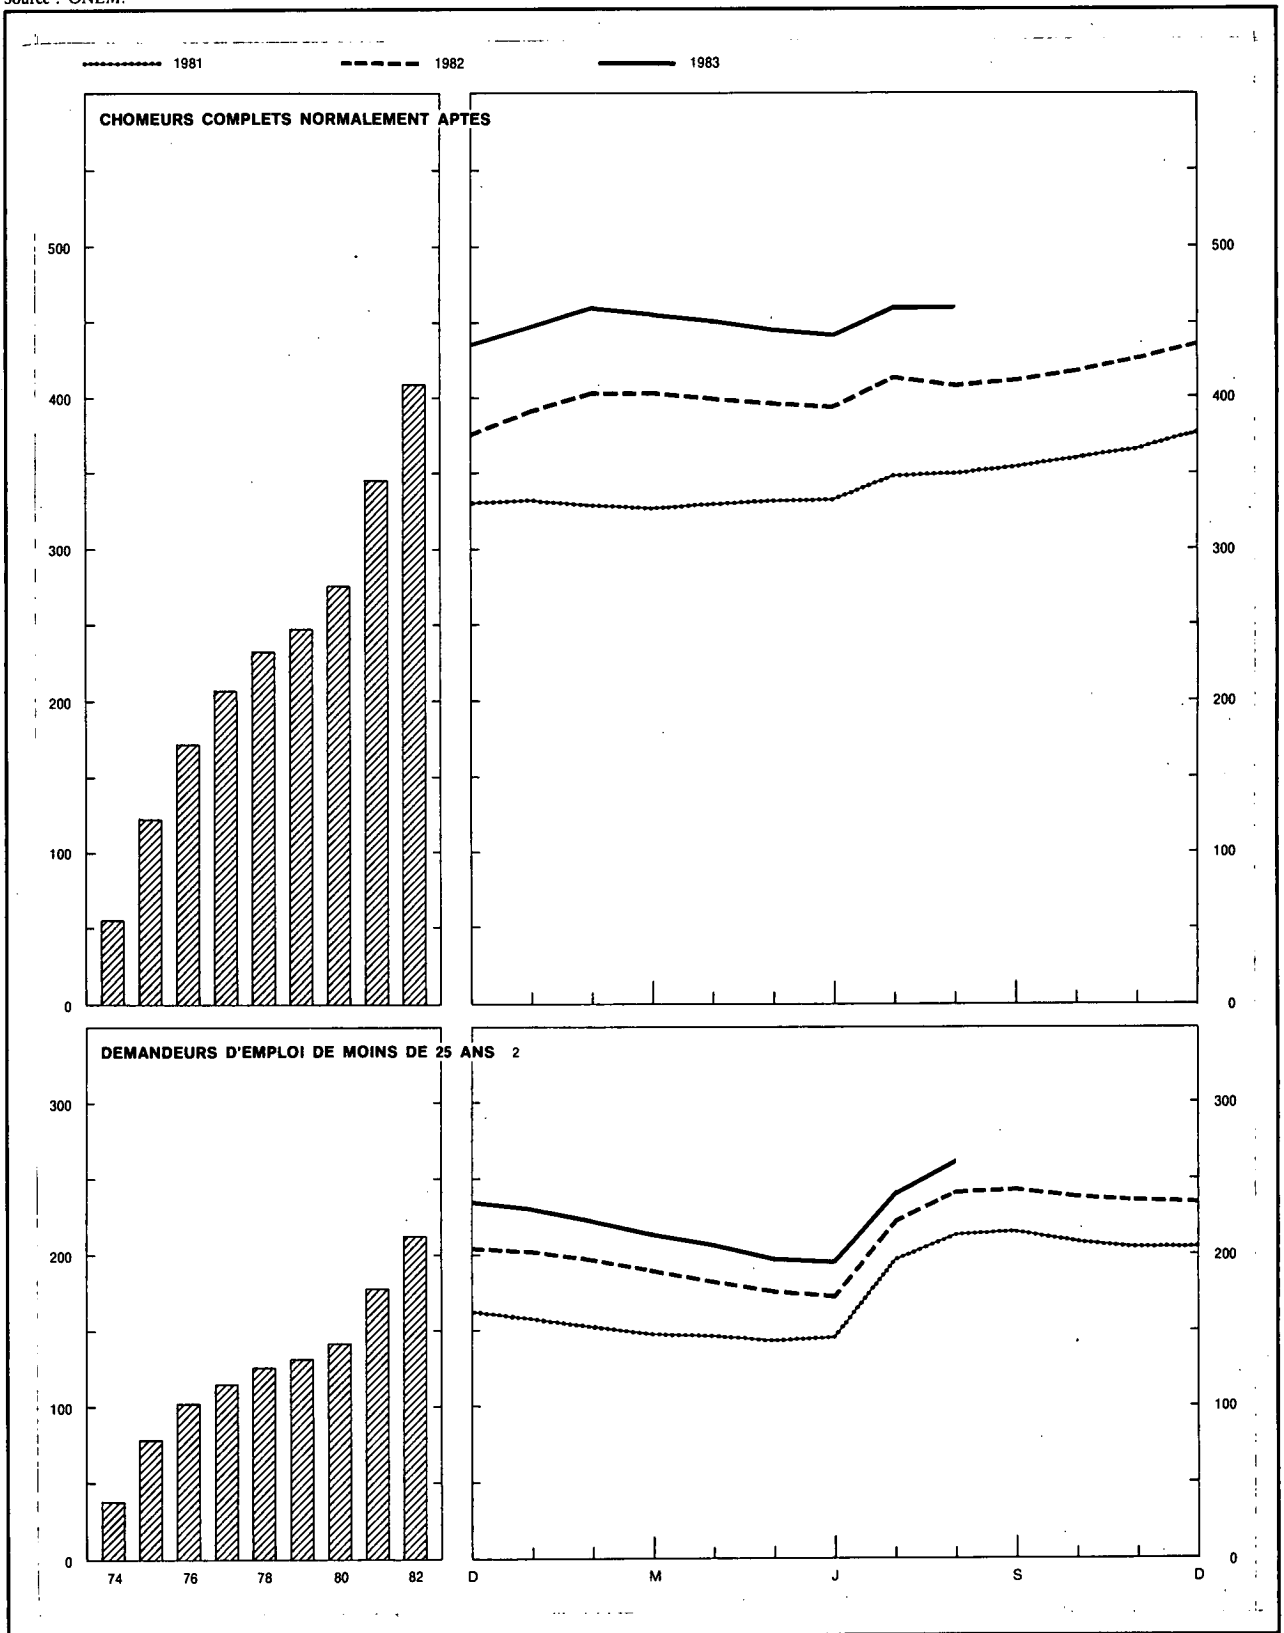 Source : ONEM.
1981 1982 1983
CHOMEURS COMPLETS NORMALEMENT APTES
500 500
400 400
300 300
200 200
100 100
0 0
DEMANDEURS D'EMPLOI DE MOINS DE 25 ANS 2
300 300
200 200
100 100
0 0
74 76 78 80 82 D M J S D